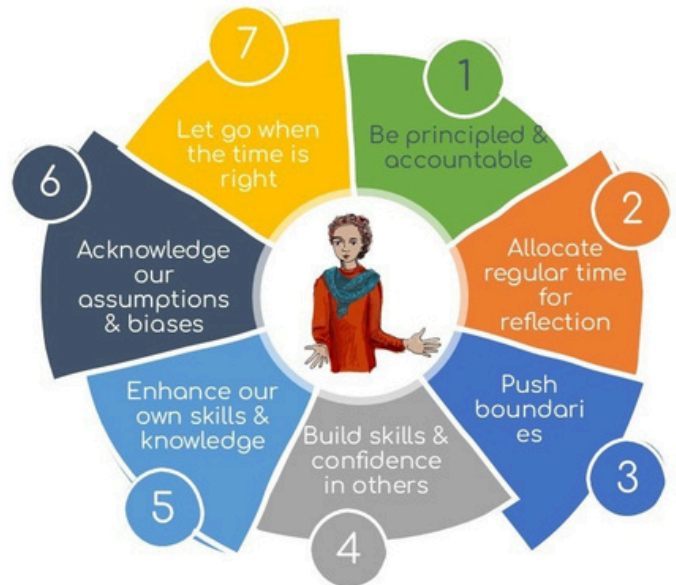 1
Be principled &
accountable
2
Allocate
regular time
for
reflection
Push
boundari
es
3
Build skills &
confidence
in others
4
Enhance our
own skills &
knowledge
5
6
Acknowledge
our
assumptions
& biases
7
Let go when
the time is
right